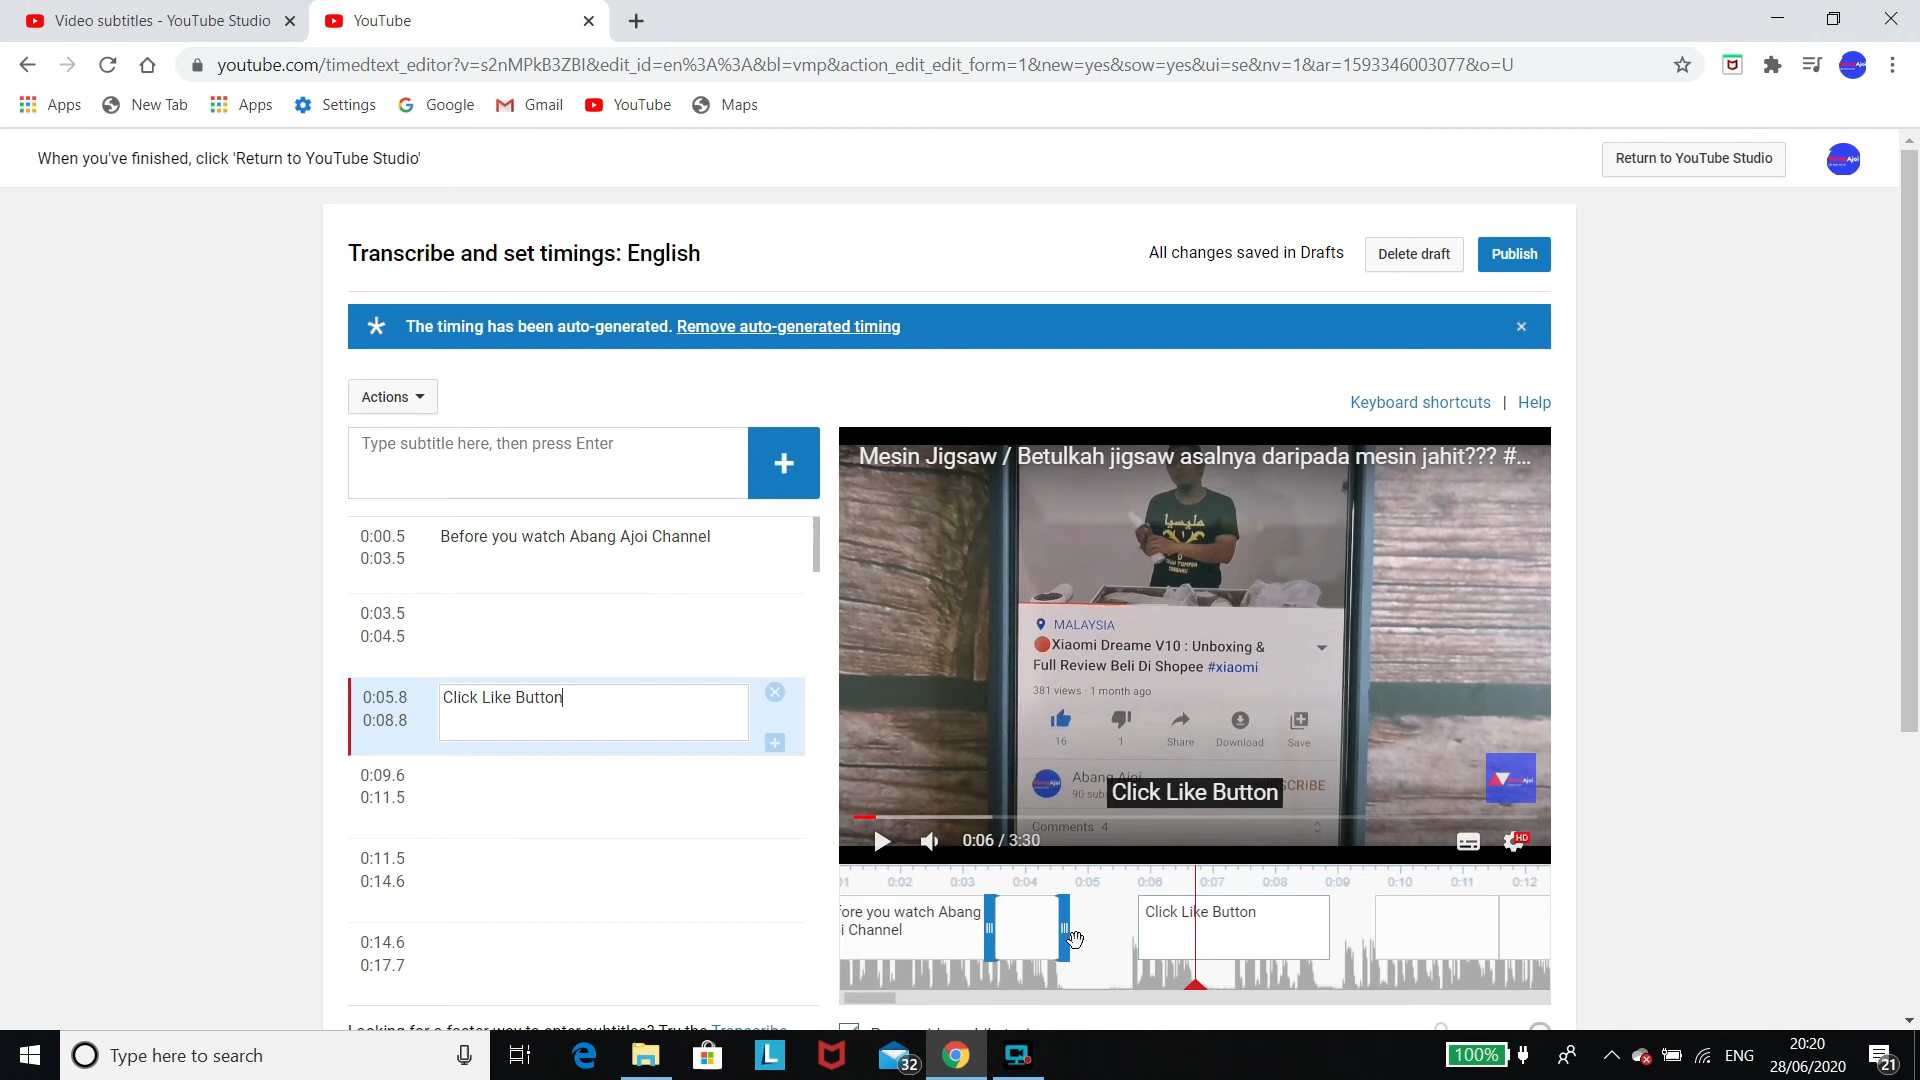 Video subtitles - YouTube Studio
YouTube
youtube.com/timedtext_editor?v=s2nMPkB3ZBI&edit_id=en%3A%3A&bl=vmp&action_edit_edit_form=1&new=yes&sow=yes&ui=se&nv=1&ar=1593346003077&o=U
Apps
New Tab
Apps
Settings
Google
Gmail
YouTube
Maps
When you've finished, click 'Return to YouTube Studio'
Return to YouTube Studio
Transcribe and set timings: English
All changes saved in Drafts
Delete draft
Publish
The timing has been auto-generated. Remove auto-generated timing
Actions
Keyboard shortcuts | Help
Type subtitle here, then press Enter
0:00.5
0:03.5
Before you watch Abang Ajoi Channel
0:03.5
0:04.5
0:05.8
0:08.8
Click Like Button
0:09.6
0:11.5
0:11.5
0:14.6
0:14.6
0:17.7
Mesin Jigsaw / Betulkah jigsaw asalnya daripada mesin jahit??? #...
MALAYSIA
Xiaomi Dreame V10 : Unboxing &
Full Review Beli Di Shopee #xiaomi
381 views · 1 month ago
16
1
Share
Download
Save
Abang Ajoi
90 subs
SCRIBE
Click Like Button
Comments 4
0:06 / 3:30
HD
0:02 0:03 0:04 0:05 0:06 0:07 0:08 0:09 0:10 0:11 0:12
fore you watch Abang
i Channel
Click Like Button
Type here to search
32
100%
ENG
20:20
28/06/2020
21